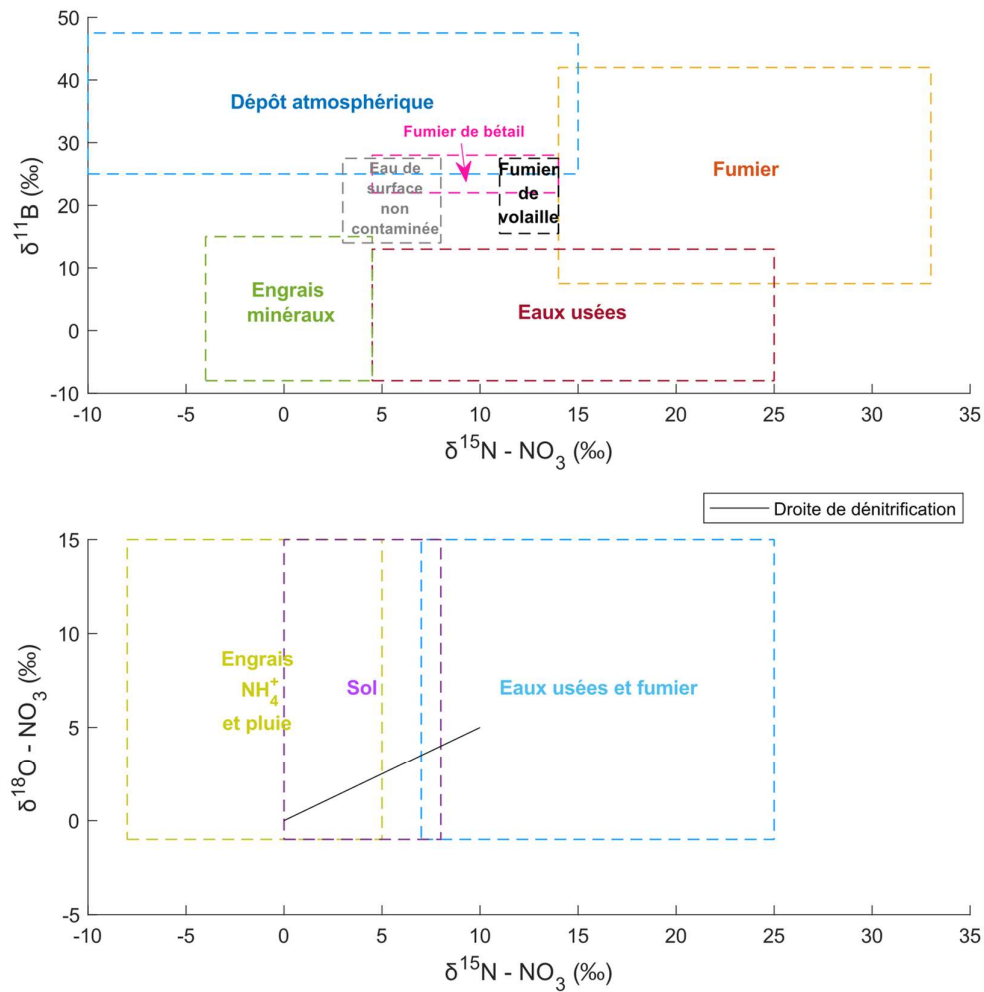 50
40
30
20
10
0
-10
δ¹¹B (‰)
Dépôt atmosphérique
Fumier de bétail
Eau de
surface
non
contaminée
Fumier
de
volaille
Fumier
Engrais
minéraux
Eaux usées
-10 -5 0 5 10 15 20 25 30 35
δ¹⁵N - NO₃ (‰)
Droite de dénitrification
15
10
5
0
-5
δ¹⁸O - NO₃ (‰)
Engrais
NH₄⁺
et pluie
Sol
Eaux usées et fumier
-10 -5 0 5 10 15 20 25 30 35
δ¹⁵N - NO₃ (‰)